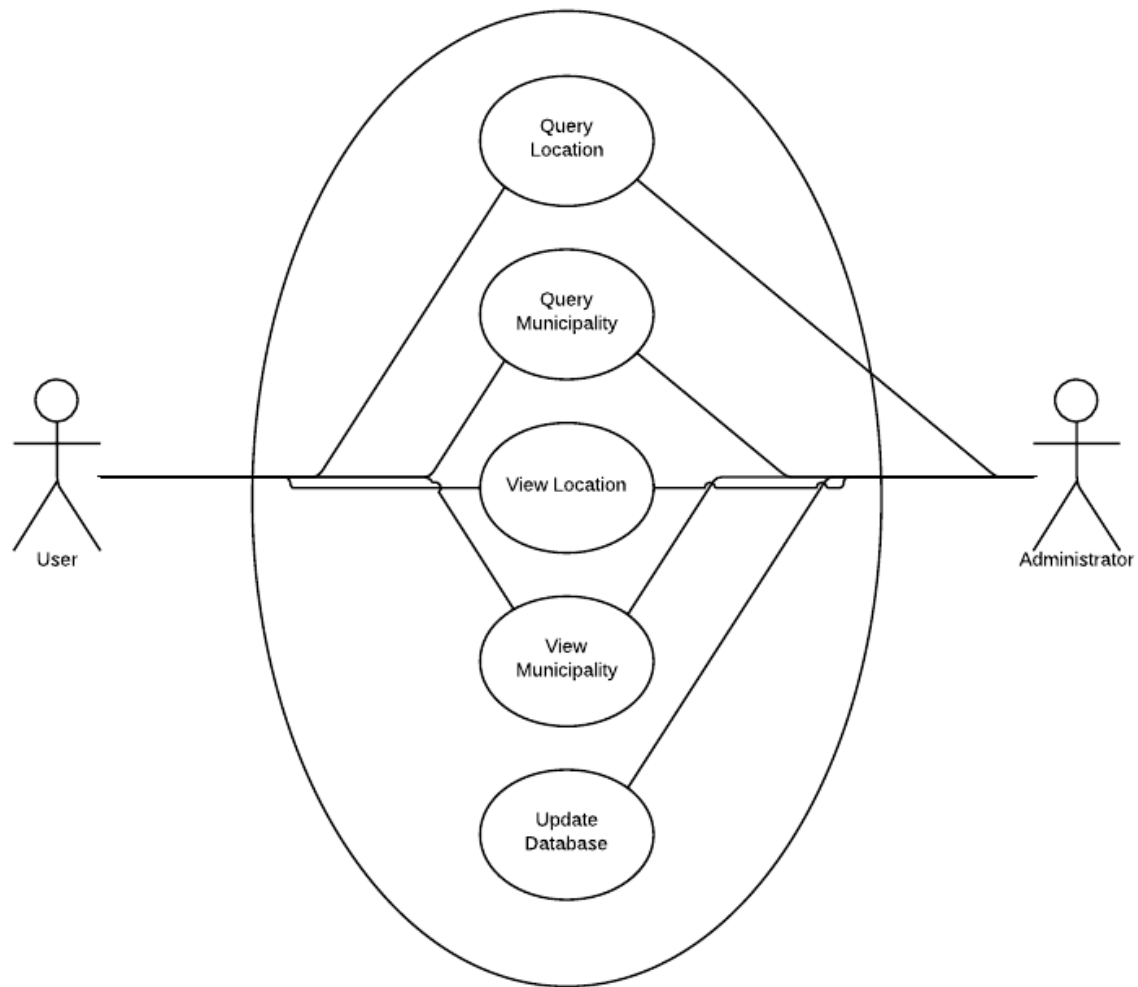 Query
Location
Query
Municipality
View Location
User
Administrator
View
Municipality
Update
Database